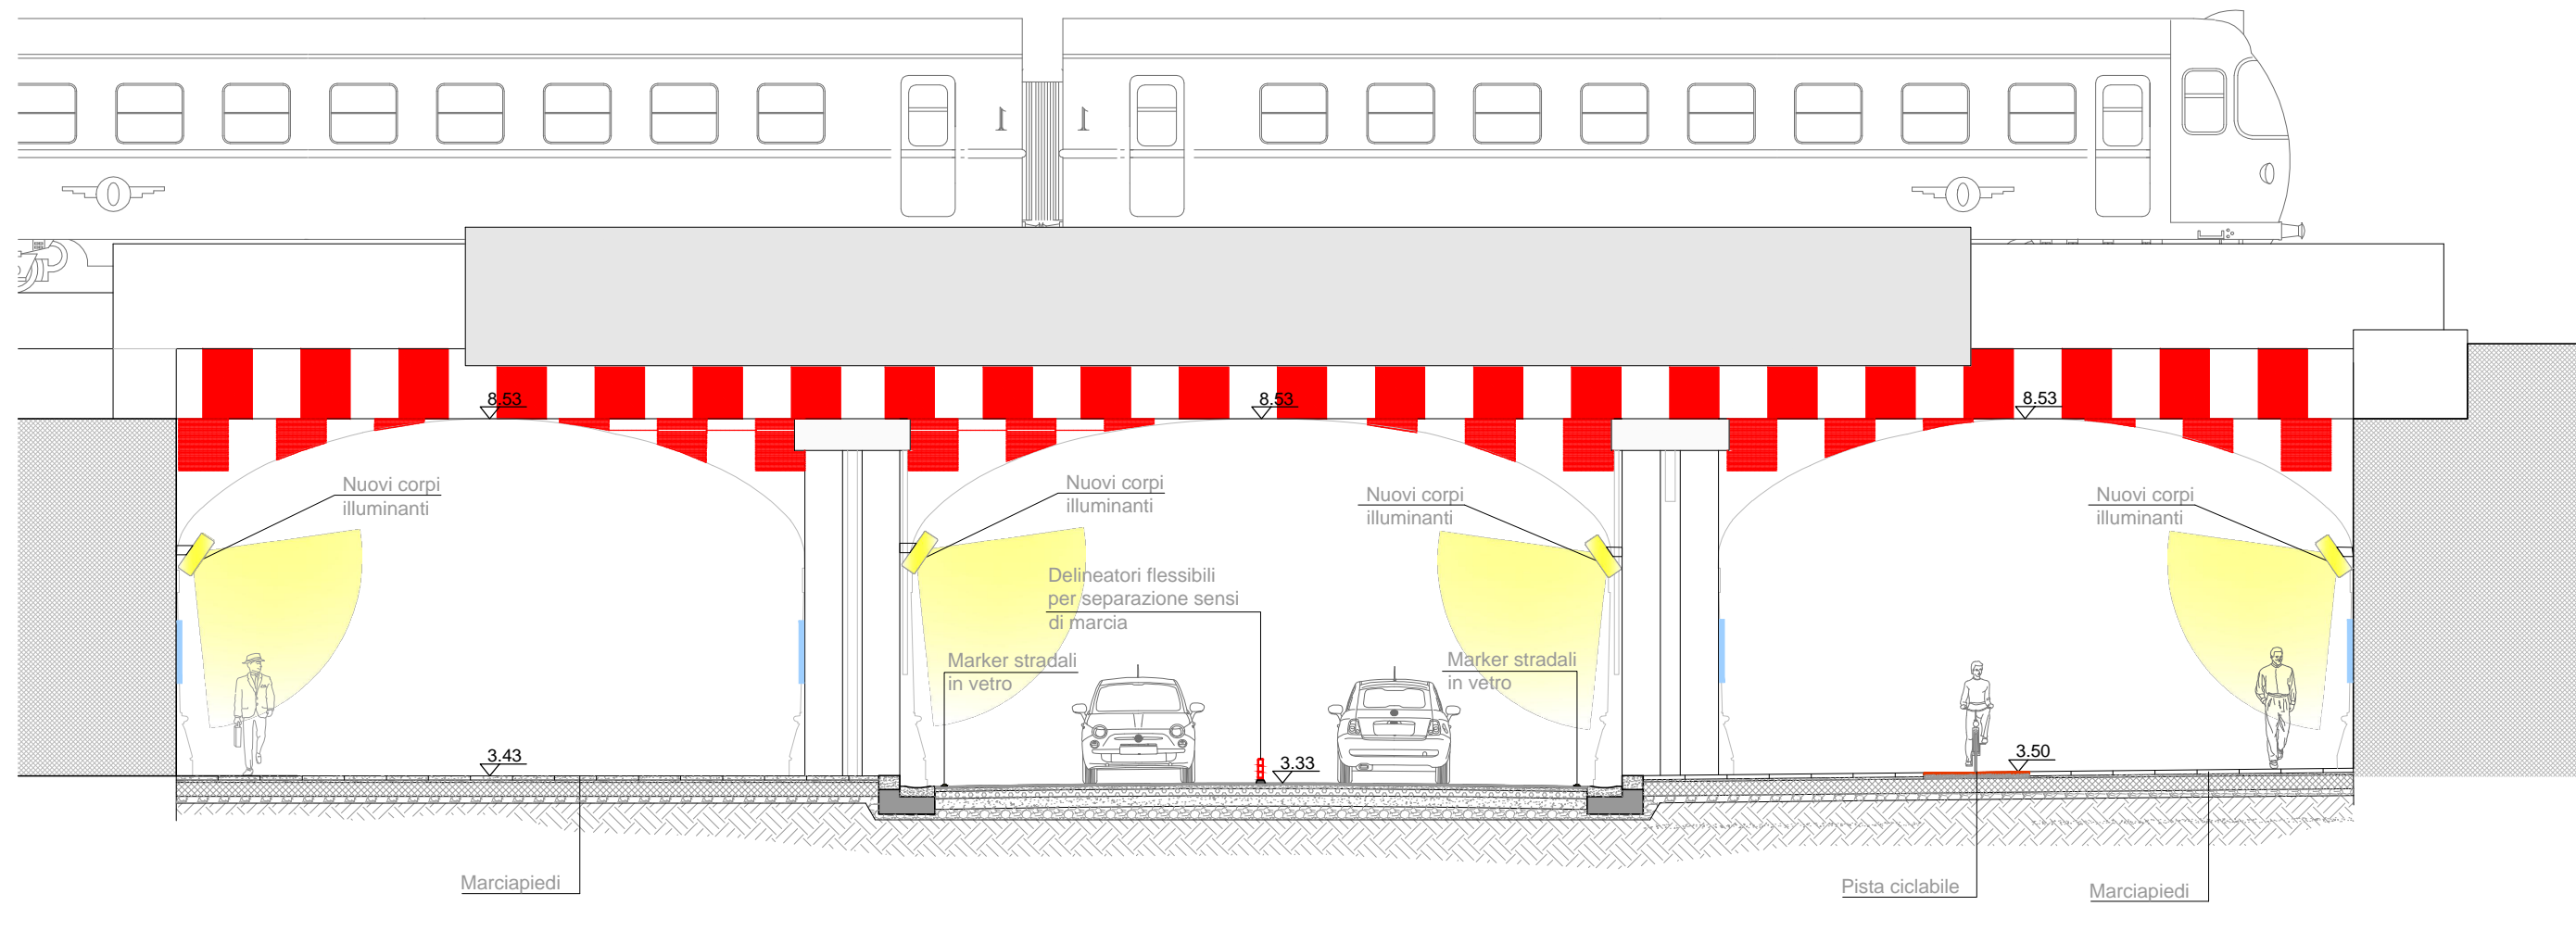 1
1
8.53
8.53
8.53
Nuovi corpi
illuminanti
Nuovi corpi
illuminanti
Nuovi corpi
illuminanti
Nuovi corpi
illuminanti
Delineatori flessibili
per separazione sensi
di marcia
Marker stradali
in vetro
Marker stradali
in vetro
3.43
3.33
3.50
Marciapiedi
Pista ciclabile
Marciapiedi